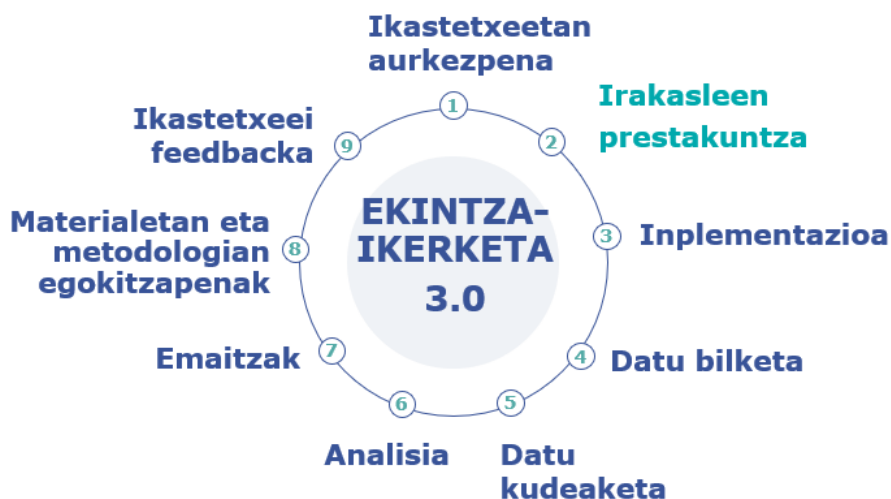 Ikastetxeetan
aurkezpena
1
Irakasleen
prestakuntza
2
Inplementazioa
3
Datu bilketa
4
Datu
kudeaketa
5
Analisia
6
Emaitzak
7
Materialetan eta
metodologian
egokitzapenak
8
Ikastetxeei
feedbacka
9
EKINTZA-
IKERKETA
3.0